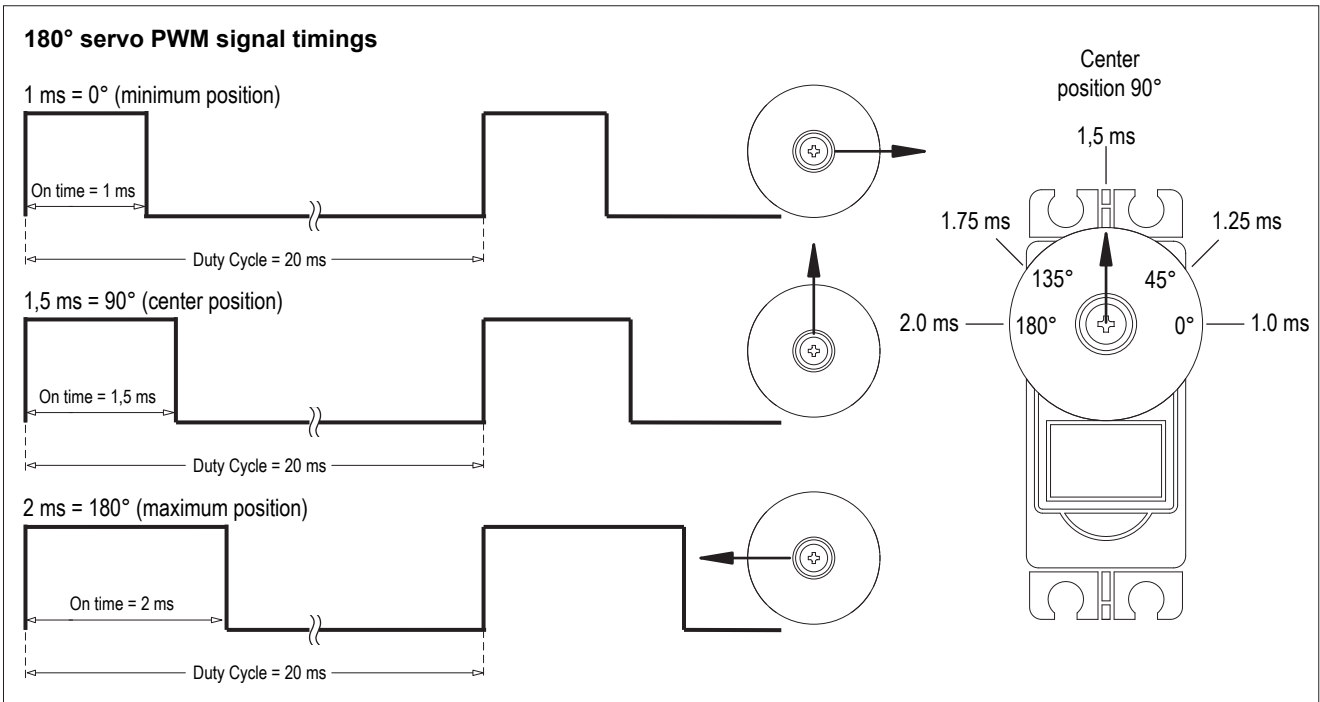 180° servo PWM signal timings
1 ms = 0° (minimum position)
On time = 1 ms
Duty Cycle = 20 ms
1,5 ms = 90° (center position)
On time = 1,5 ms
Duty Cycle = 20 ms
2 ms = 180° (maximum position)
On time = 2 ms
Duty Cycle = 20 ms
Center
position 90°
1,5 ms
1.75 ms
1.25 ms
135°
45°
2.0 ms
180°
0°
1.0 ms